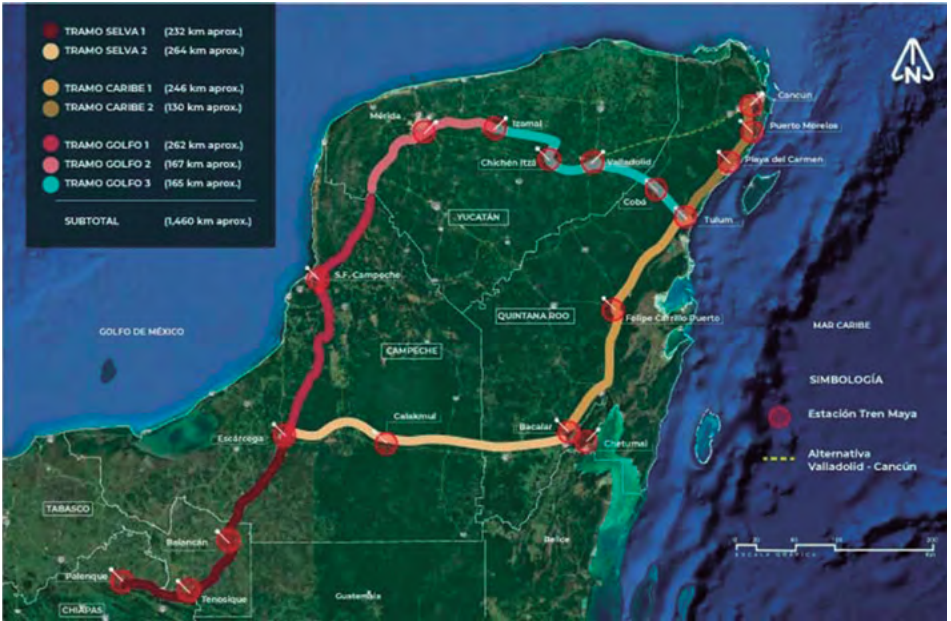 TRAMO SELVA 1 (232 km aprox.)
TRAMO SELVA 2 (264 km aprox.)
TRAMO CARIBE 1 (246 km aprox.)
TRAMO CARIBE 2 (130 km aprox.)
TRAMO GOLFO 1 (262 km aprox.)
TRAMO GOLFO 2 (167 km aprox.)
TRAMO GOLFO 3 (165 km aprox.)
SUBTOTAL (1,460 km aprox.)
N
Cancún
Mérida
Izamal
Puerto Morelos
Chichén Itzá
Valladolid
Playa del Carmen
Cobá
YUCATÁN
Tulum
S.F. Campeche
QUINTANA ROO
Felipe Carrillo Puerto
GOLFO DE MÉXICO
MAR CARIBE
CAMPECHE
SIMBOLOGÍA
Estación Tren Maya
Calakmul
Bacalar
Escárcega
Chetumal
Alternativa
Valladolid - Cancún
TABASCO
Balancán
Belice
ESCALA GRÁFICA
Palenque
Tenosique
Guatemala
CHIAPAS